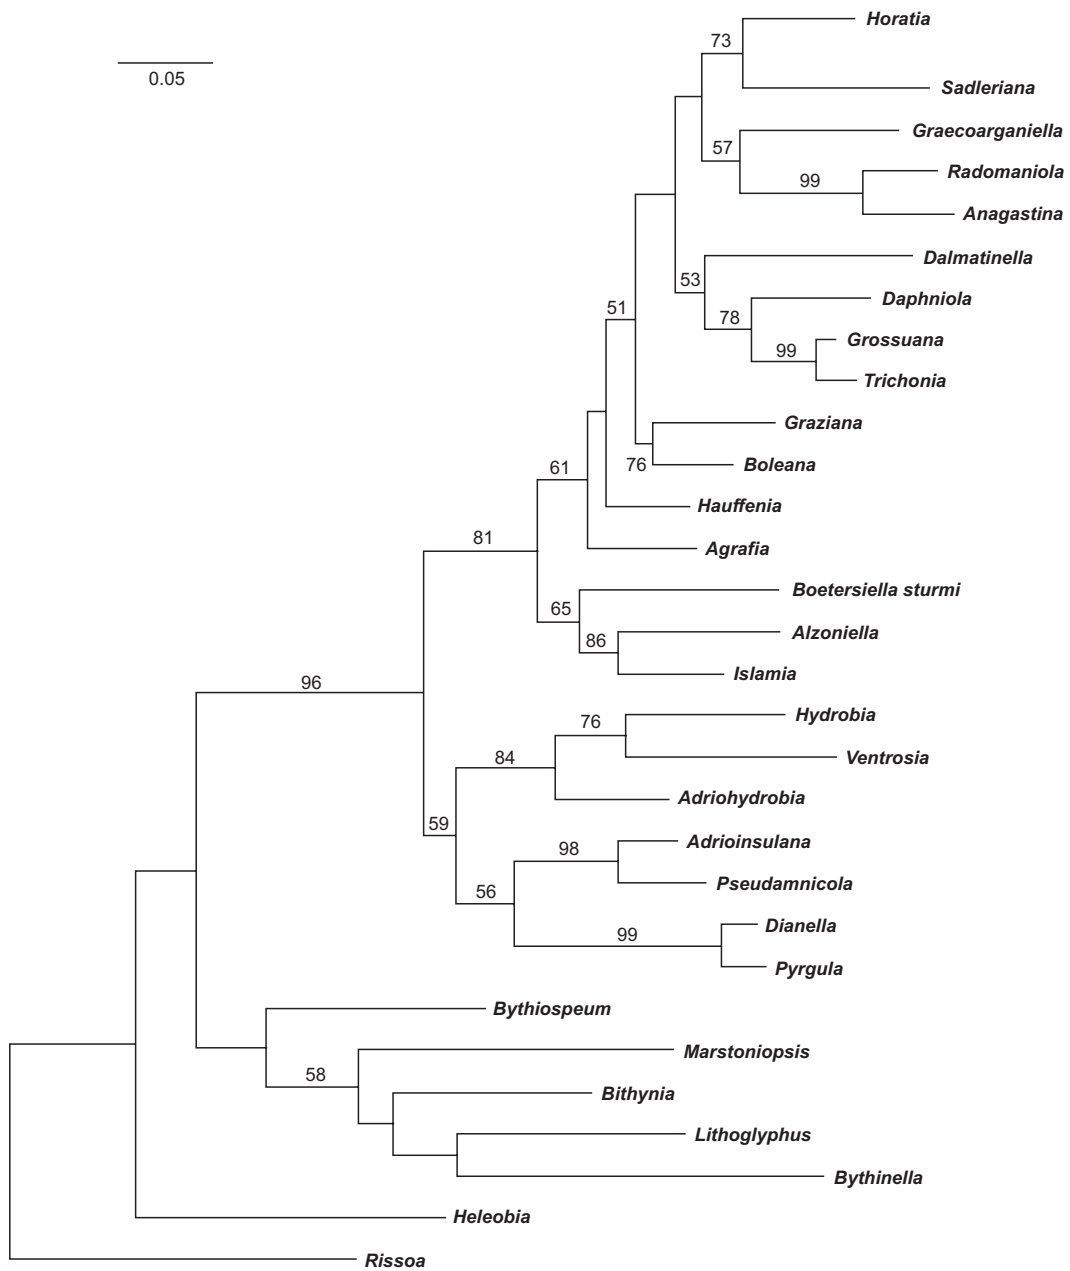 Horatia
73
0.05
Sadleriana
Graecoarganiella
57
Radomaniola
99
Anagastina
Dalmatinella
53
Daphniola
51
78
Grossuana
99
Trichonia
Graziana
76
Boleana
61
Hauffenia
81
Agrafia
Boetersiella sturmi
65
Alzoniella
86
Islamia
96
Hydrobia
76
Ventrosia
84
Adriohydrobia
59
Adrioinsulana
98
Pseudamnicola
56
Dianella
99
Pyrgula
Bythiospeum
Marstoniopsis
58
Bithynia
Lithoglyphus
Bythinella
Heleobia
Rissoa